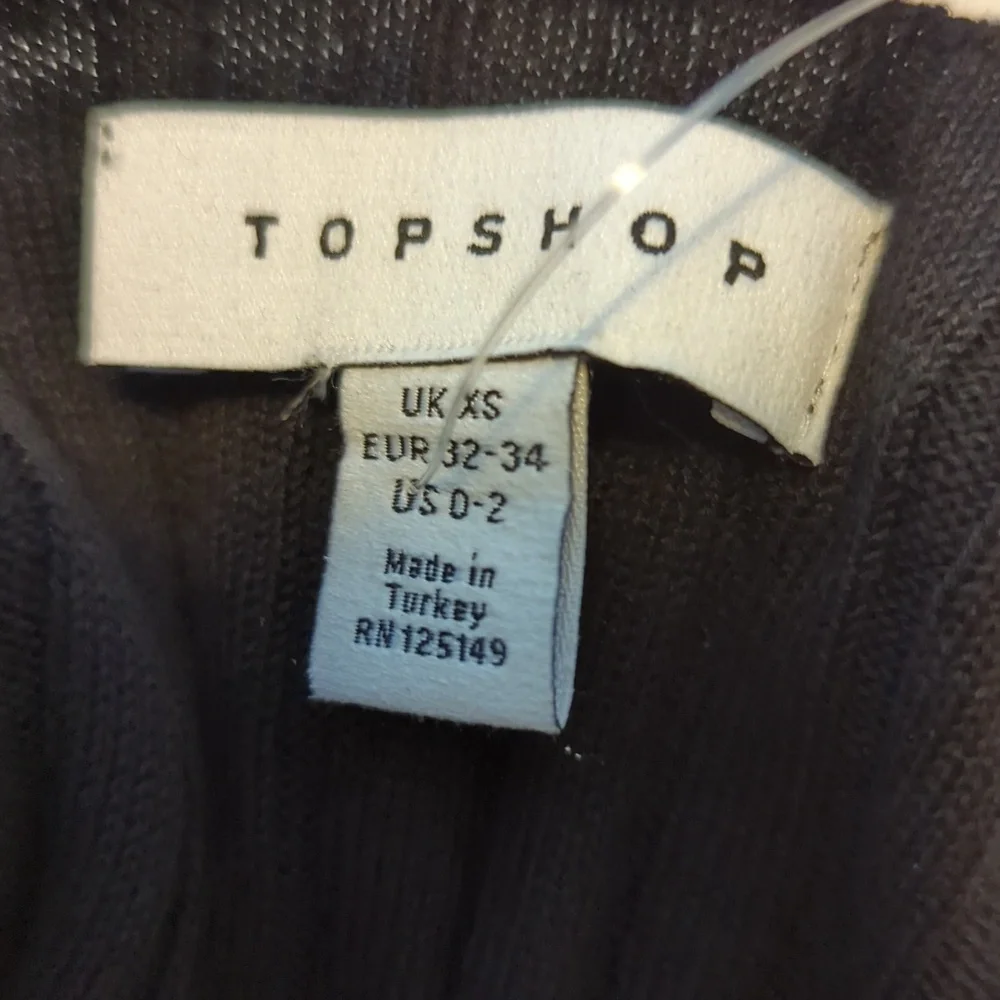 TOPSHOP
UK XS
EUR 32-34
US 0-2
Made in
Turkey
RN 125149